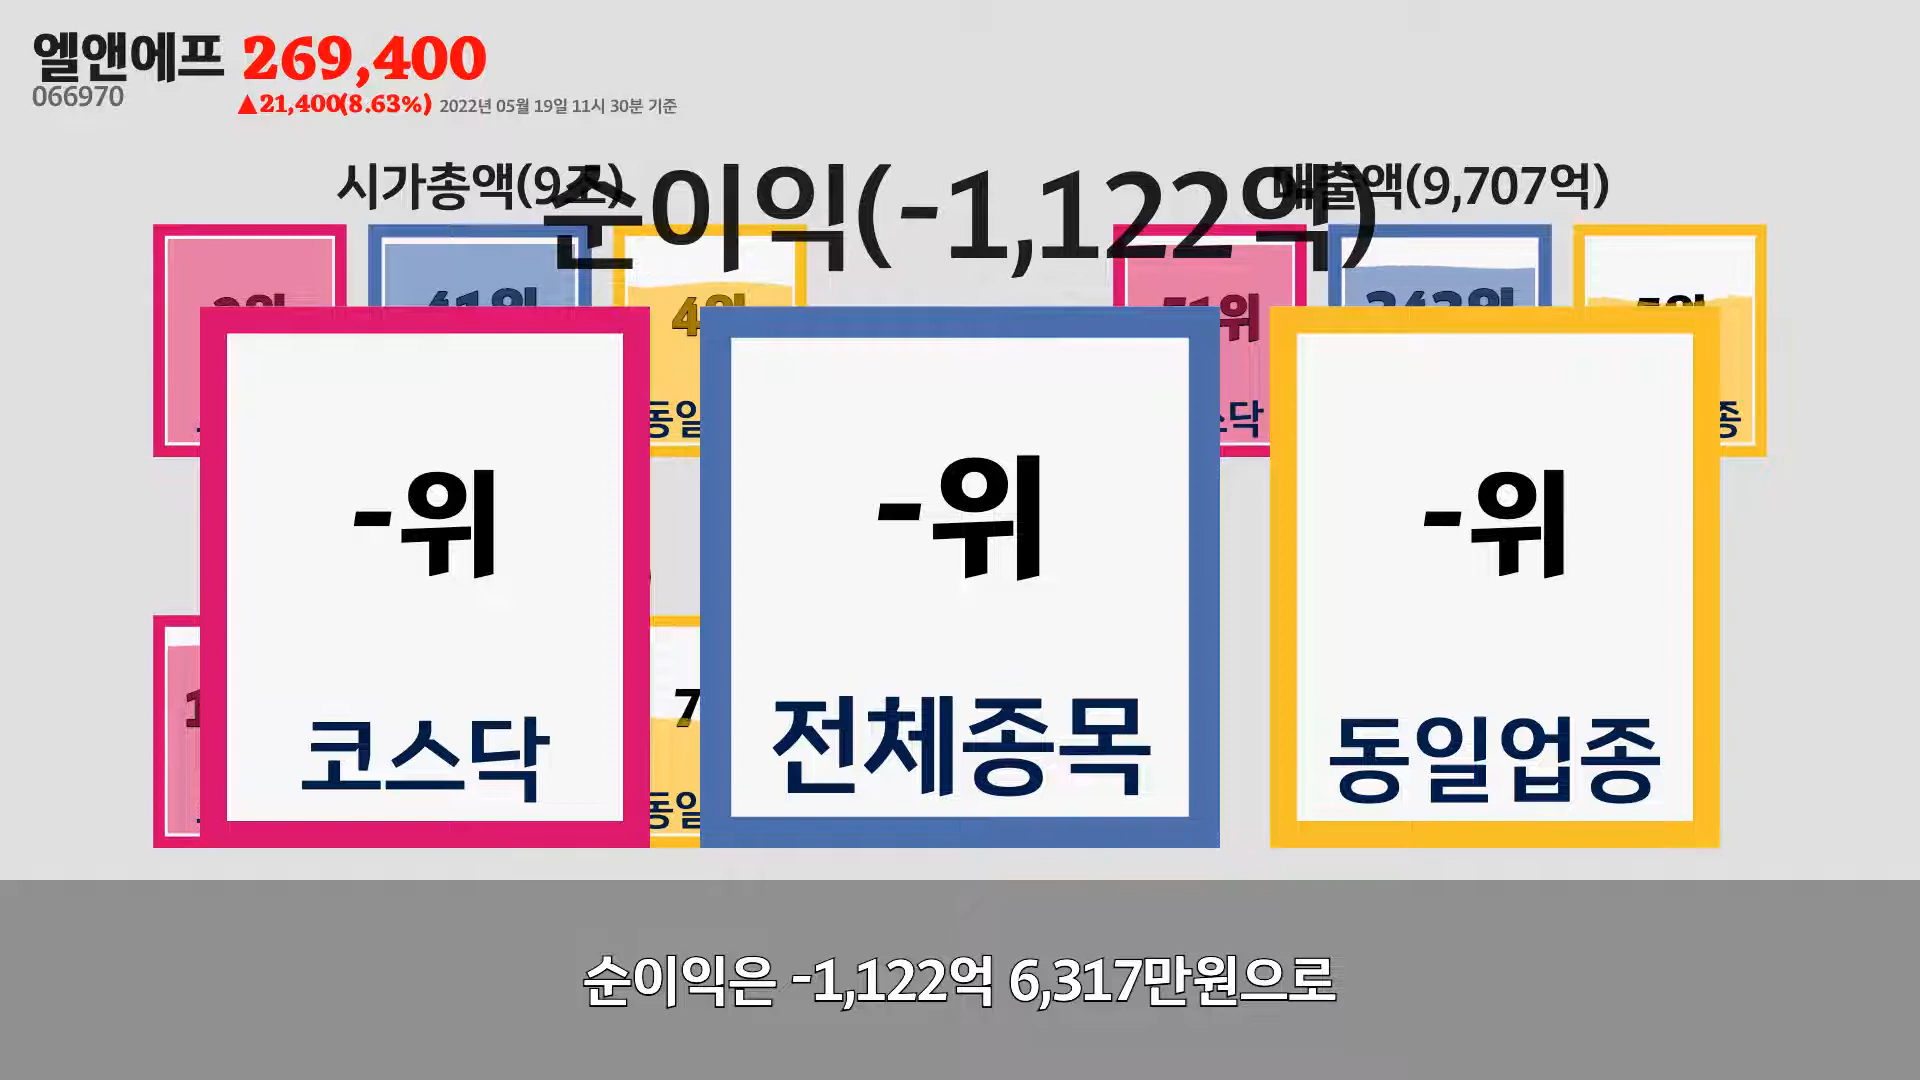 엘앤에프 269,400
066970
▲21,400(8.63%) 2022년 05월 19일 11시 30분 기준
시가총액(9조)
순이익(-1,122억)
매출액(9,707억)
-위
코스닥
-위
전체종목
-위
동일업종
순이익은 -1,122억 6,317만원으로